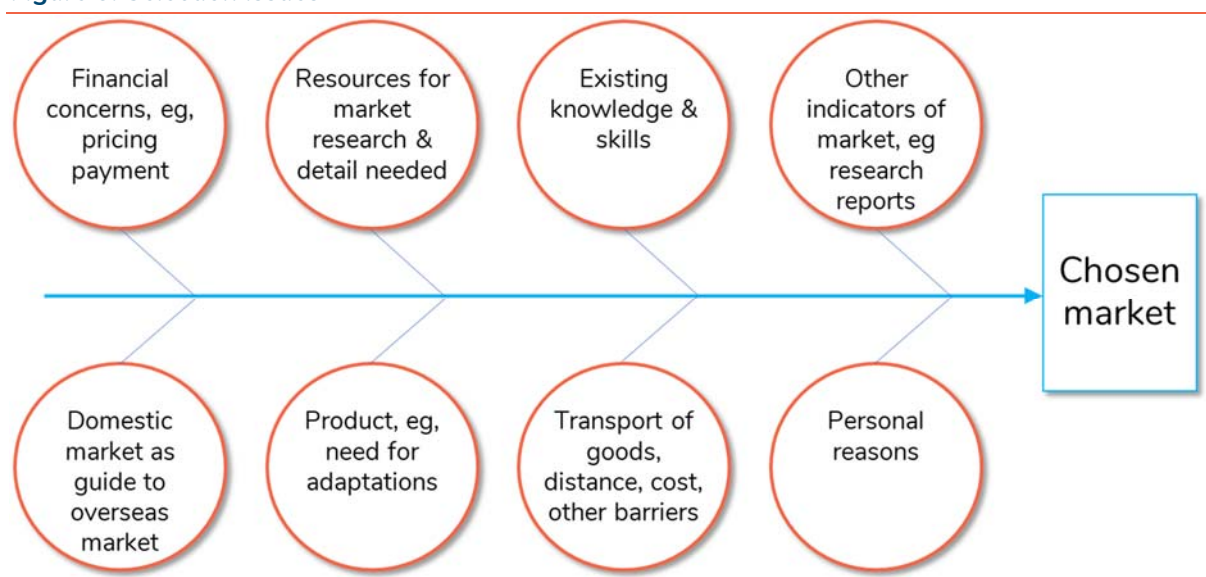 Financial
concerns, eg,
pricing
payment
Resources for
market
research &
detail needed
Existing
knowledge &
skills
Other
indicators of
market, eg
research
reports
Chosen
market
Domestic
market as
guide to
overseas
market
Product, eg,
need for
adaptations
Transport of
goods,
distance, cost,
other barriers
Personal
reasons